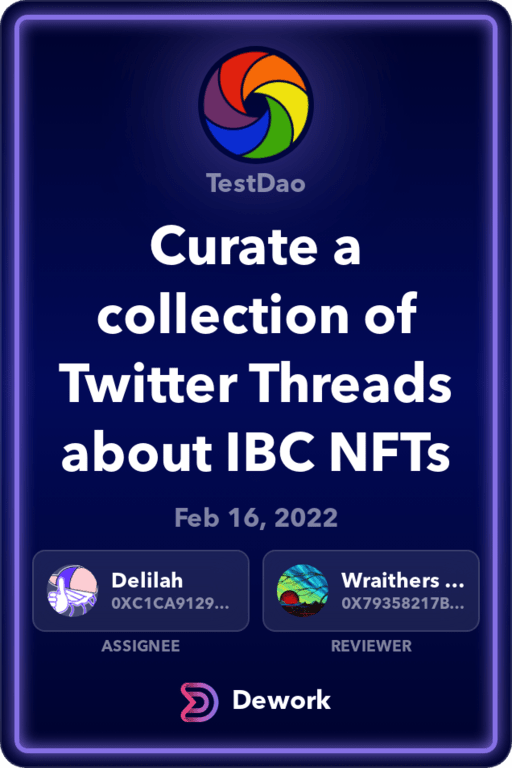 TestDao
Curate a
collection of
Twitter Threads
about IBC NFTs
Feb 16, 2022
Delilah
0XC1CA9129...
ASSIGNEE
Wraithers ...
0X79358217B...
REVIEWER
Dework